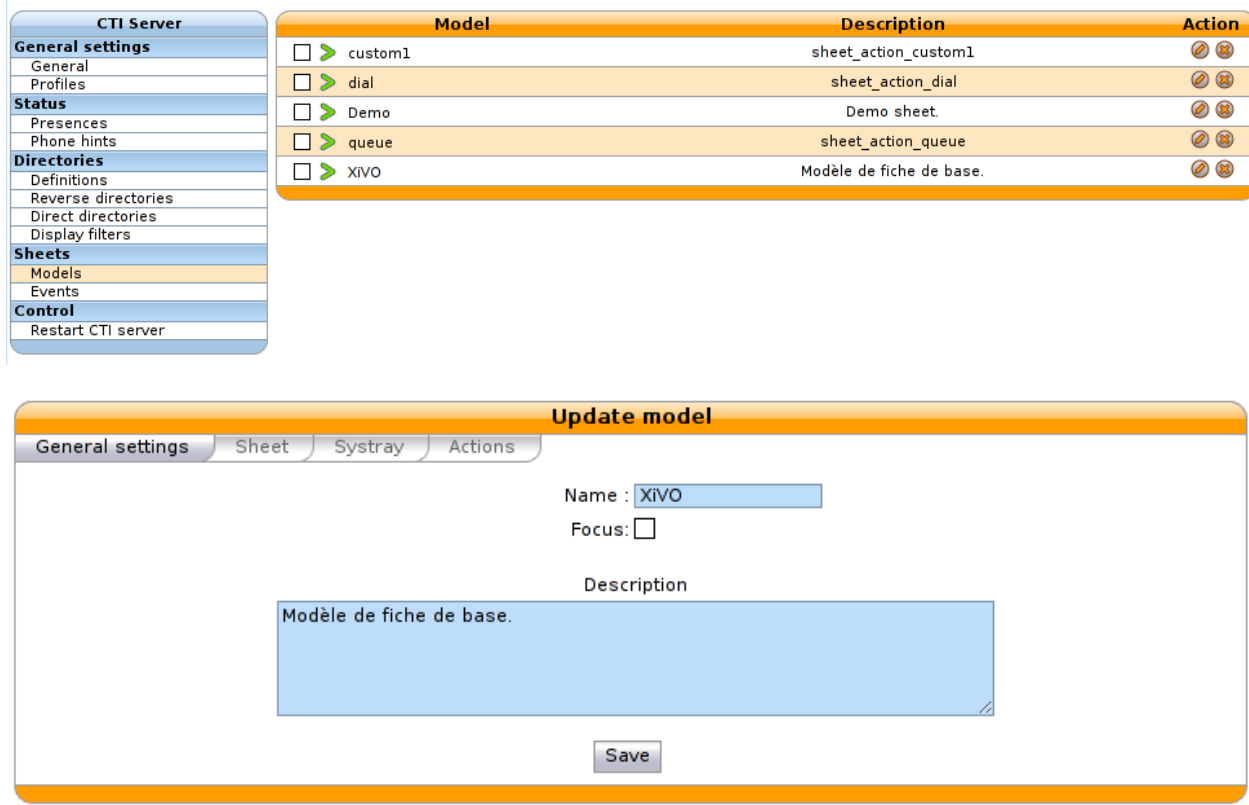 CTI Server
General settings
General
Profiles
Status
Presences
Phone hints
Directories
Definitions
Reverse directories
Direct directories
Display filters
Sheets
Models
Events
Control
Restart CTI server
Model Description Action
custom1 sheet_action_custom1
dial sheet_action_dial
Demo Demo sheet.
queue sheet_action_queue
XiVO Modèle de fiche de base.
Update model
General settings Sheet Systray Actions
Name : XiVO
Focus:
Description
Modèle de fiche de base.
Save